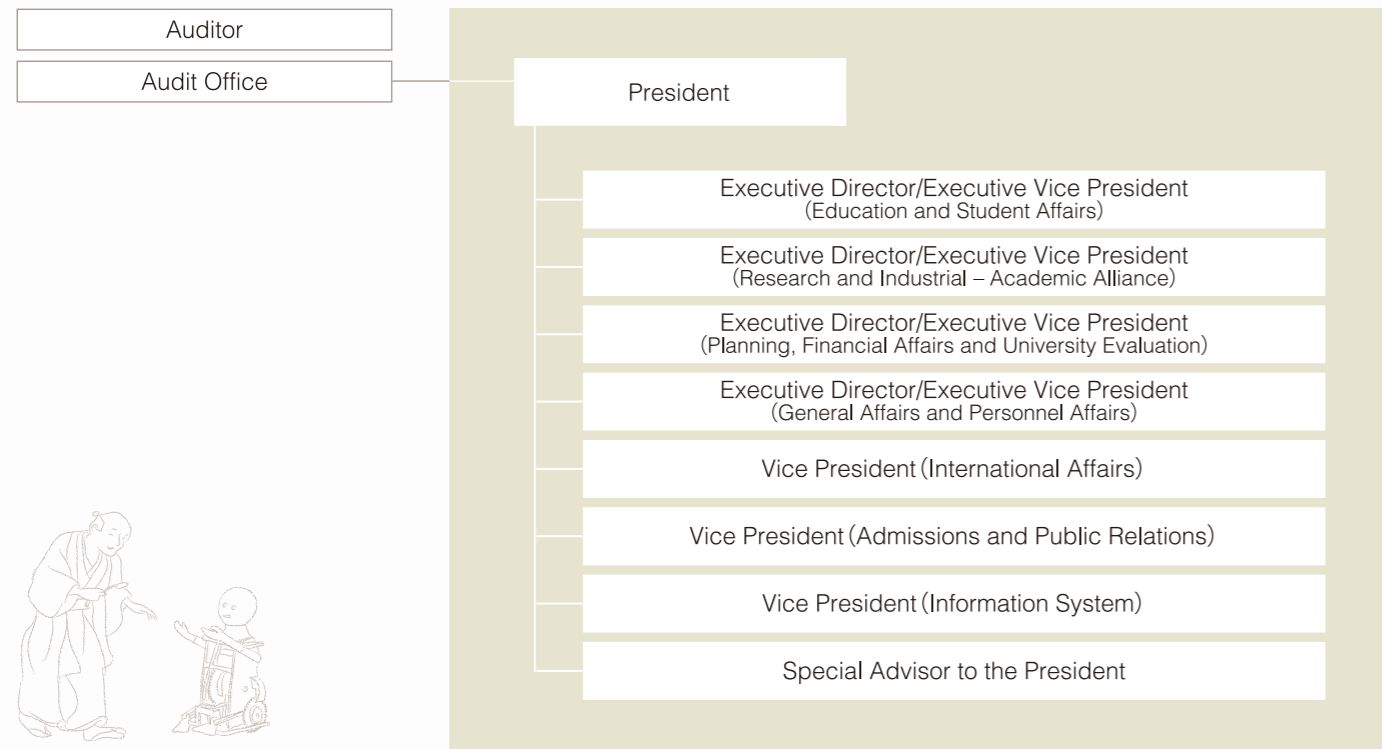 Auditor
Audit Office
President
Executive Director/Executive Vice President
(Education and Student Affairs)
Executive Director/Executive Vice President
(Research and Industrial – Academic Alliance)
Executive Director/Executive Vice President
(Planning, Financial Affairs and University Evaluation)
Executive Director/Executive Vice President
(General Affairs and Personnel Affairs)
Vice President (International Affairs)
Vice President (Admissions and Public Relations)
Vice President (Information System)
Special Advisor to the President